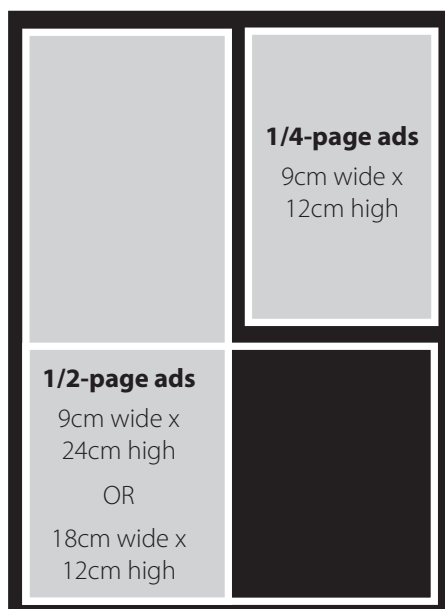 1/4-page ads
9cm wide x
12cm high
1/2-page ads
9cm wide x
24cm high
OR
18cm wide x
12cm high